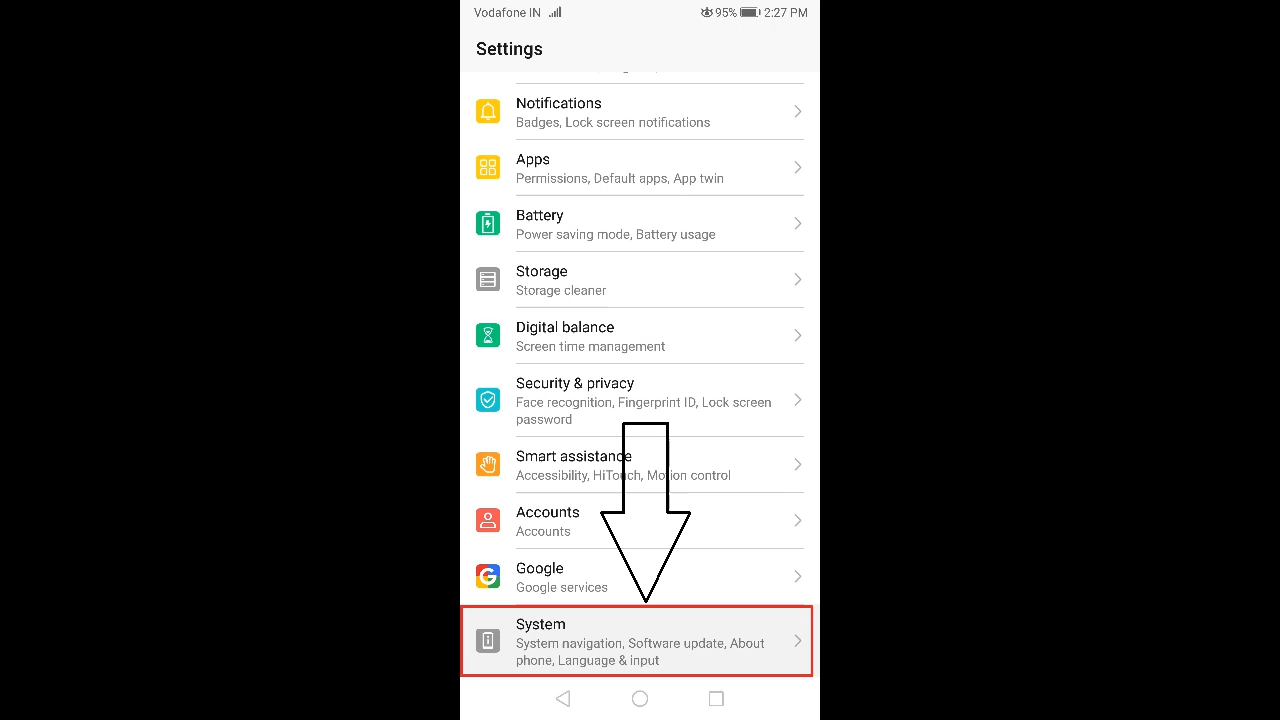 Vodafone IN 95% 2:27 PM
Settings
Notifications
Badges, Lock screen notifications
Apps
Permissions, Default apps, App twin
Battery
Power saving mode, Battery usage
Storage
Storage cleaner
Digital balance
Screen time management
Security & privacy
Face recognition, Fingerprint ID, Lock screen
password
Smart assistance
Accessibility, HiTouch, Motion control
Accounts
Accounts
Google
Google services
System
System navigation, Software update, About
phone, Language & input